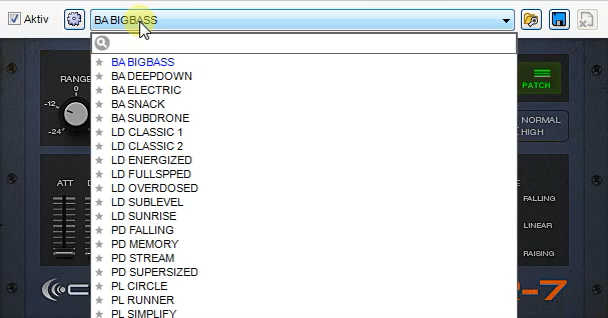 Aktiv
BA BIGBASS
BA BIGBASS
BA DEEPDOWN
BA ELECTRIC
BA SNACK
BA SUBDRONE
LD CLASSIC 1
LD CLASSIC 2
LD ENERGIZED
LD FULLSPPED
LD OVERDOSED
LD SUBLEVEL
LD SUNRISE
PD FALLING
PD MEMORY
PD STREAM
PD SUPERSIZED
PL CIRCLE
PL RUNNER
PL SIMPLIFY
RANGE
0
-12
-24
PATCH
NORMAL
HIGH
ATT
FALLING
LINEAR
RAISING
-7